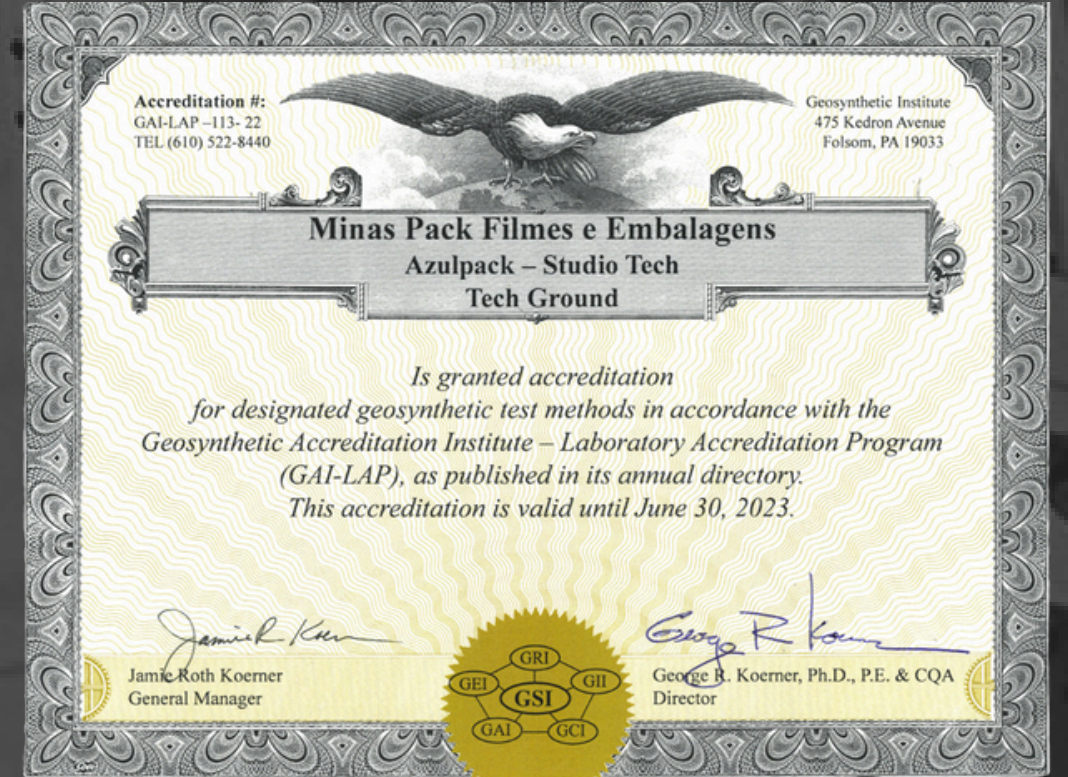 Accreditation #:
GAI-LAP –113- 22
TEL (610) 522-8440
Geosynthetic Institute
475 Kedron Avenue
Folsom, PA 19033
Minas Pack Filmes e Embalagens
Azulpack – Studio Tech
Tech Ground
Is granted accreditation
for designated geosynthetic test methods in accordance with the
Geosynthetic Accreditation Institute – Laboratory Accreditation Program
(GAI-LAP), as published in its annual directory.
This accreditation is valid until June 30, 2023.
Jamie R Koerner
George R Koerner
Jamie Roth Koerner
General Manager
George R. Koerner, Ph.D., P.E. & CQA
Director
GRI
GEI
GII
GSI
GAI
GCI